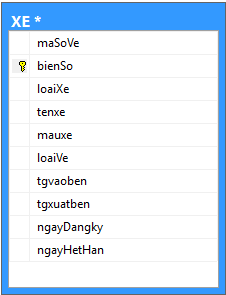 XE *
maSoVe
bienSo
loaiXe
tenxe
mauxe
loaiVe
tgvaoben
tgxuatben
ngayDangky
ngayHetHan